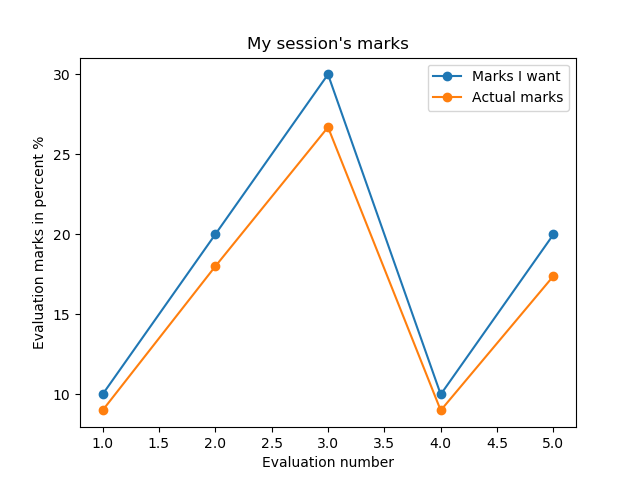 My session's marks
Marks I want
Actual marks
Evaluation marks in percent %
30
25
20
15
10
1.0 1.5 2.0 2.5 3.0 3.5 4.0 4.5 5.0
Evaluation number